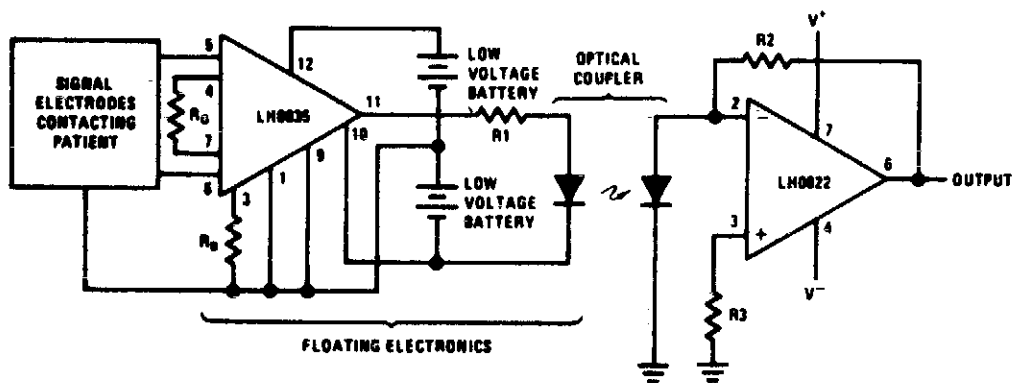 SIGNAL
ELECTRODES
CONTACTING
PATIENT
5
4
RG
7
6
3
RB
12
LH0036
11
10
9
1
LOW
VOLTAGE
BATTERY
LOW
VOLTAGE
BATTERY
R1
OPTICAL
COUPLER
FLOATING ELECTRONICS
R2
V+
2
−
7
LH0022
6
OUTPUT
3
+
4
V−
R3